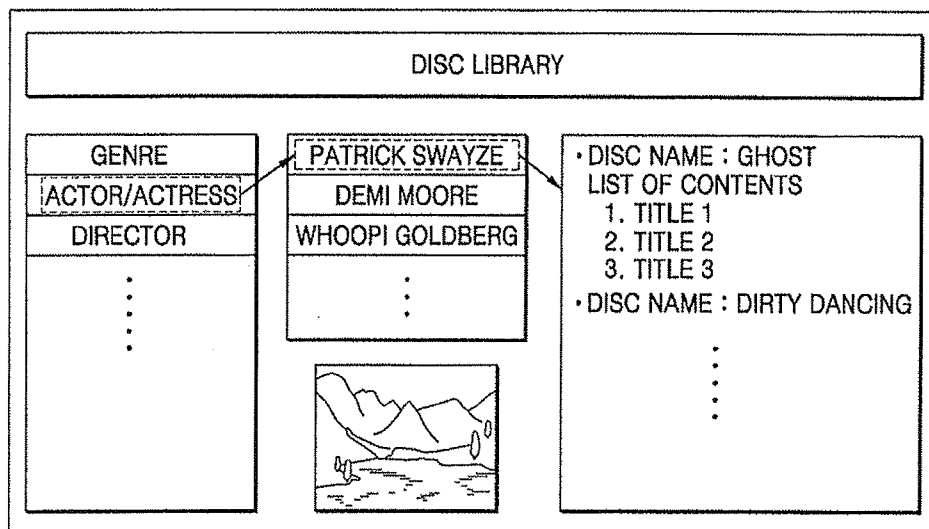 DISC LIBRARY
GENRE
ACTOR/ACTRESS
DIRECTOR
PATRICK SWAYZE
DEMI MOORE
WHOOPI GOLDBERG
• DISC NAME : GHOST
LIST OF CONTENTS
1. TITLE 1
2. TITLE 2
3. TITLE 3
• DISC NAME : DIRTY DANCING